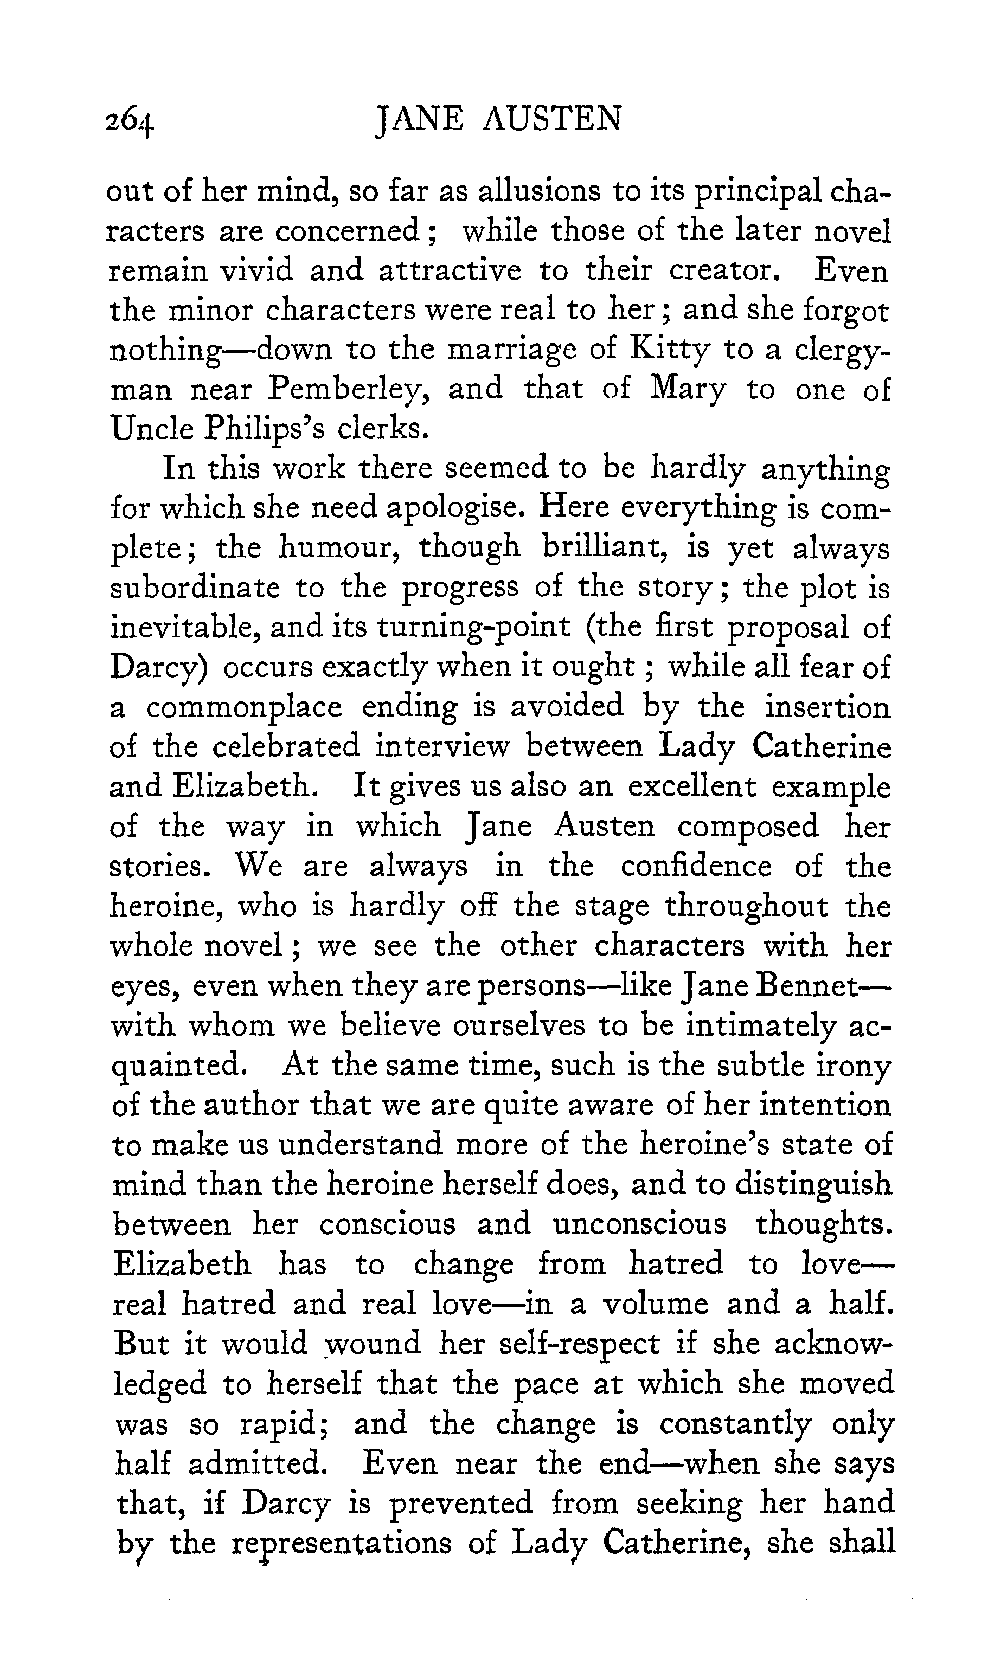 264 JANE AUSTEN
out of her mind, so far as allusions to its principal cha-
racters are concerned ; while those of the later novel
remain vivid and attractive to their creator. Even
the minor characters were real to her ; and she forgot
nothing—down to the marriage of Kitty to a clergy-
man near Pemberley, and that of Mary to one of
Uncle Philips's clerks.
In this work there seemed to be hardly anything
for which she need apologise. Here everything is com-
plete ; the humour, though brilliant, is yet always
subordinate to the progress of the story ; the plot is
inevitable, and its turning-point (the first proposal of
Darcy) occurs exactly when it ought ; while all fear of
a commonplace ending is avoided by the insertion
of the celebrated interview between Lady Catherine
and Elizabeth. It gives us also an excellent example
of the way in which Jane Austen composed her
stories. We are always in the confidence of the
heroine, who is hardly off the stage throughout the
whole novel ; we see the other characters with her
eyes, even when they are persons—like Jane Bennet—
with whom we believe ourselves to be intimately ac-
quainted. At the same time, such is the subtle irony
of the author that we are quite aware of her intention
to make us understand more of the heroine's state of
mind than the heroine herself does, and to distinguish
between her conscious and unconscious thoughts.
Elizabeth has to change from hatred to love—
real hatred and real love—in a volume and a half.
But it would wound her self-respect if she acknow-
ledged to herself that the pace at which she moved
was so rapid; and the change is constantly only
half admitted. Even near the end—when she says
that, if Darcy is prevented from seeking her hand
by the representations of Lady Catherine, she shall